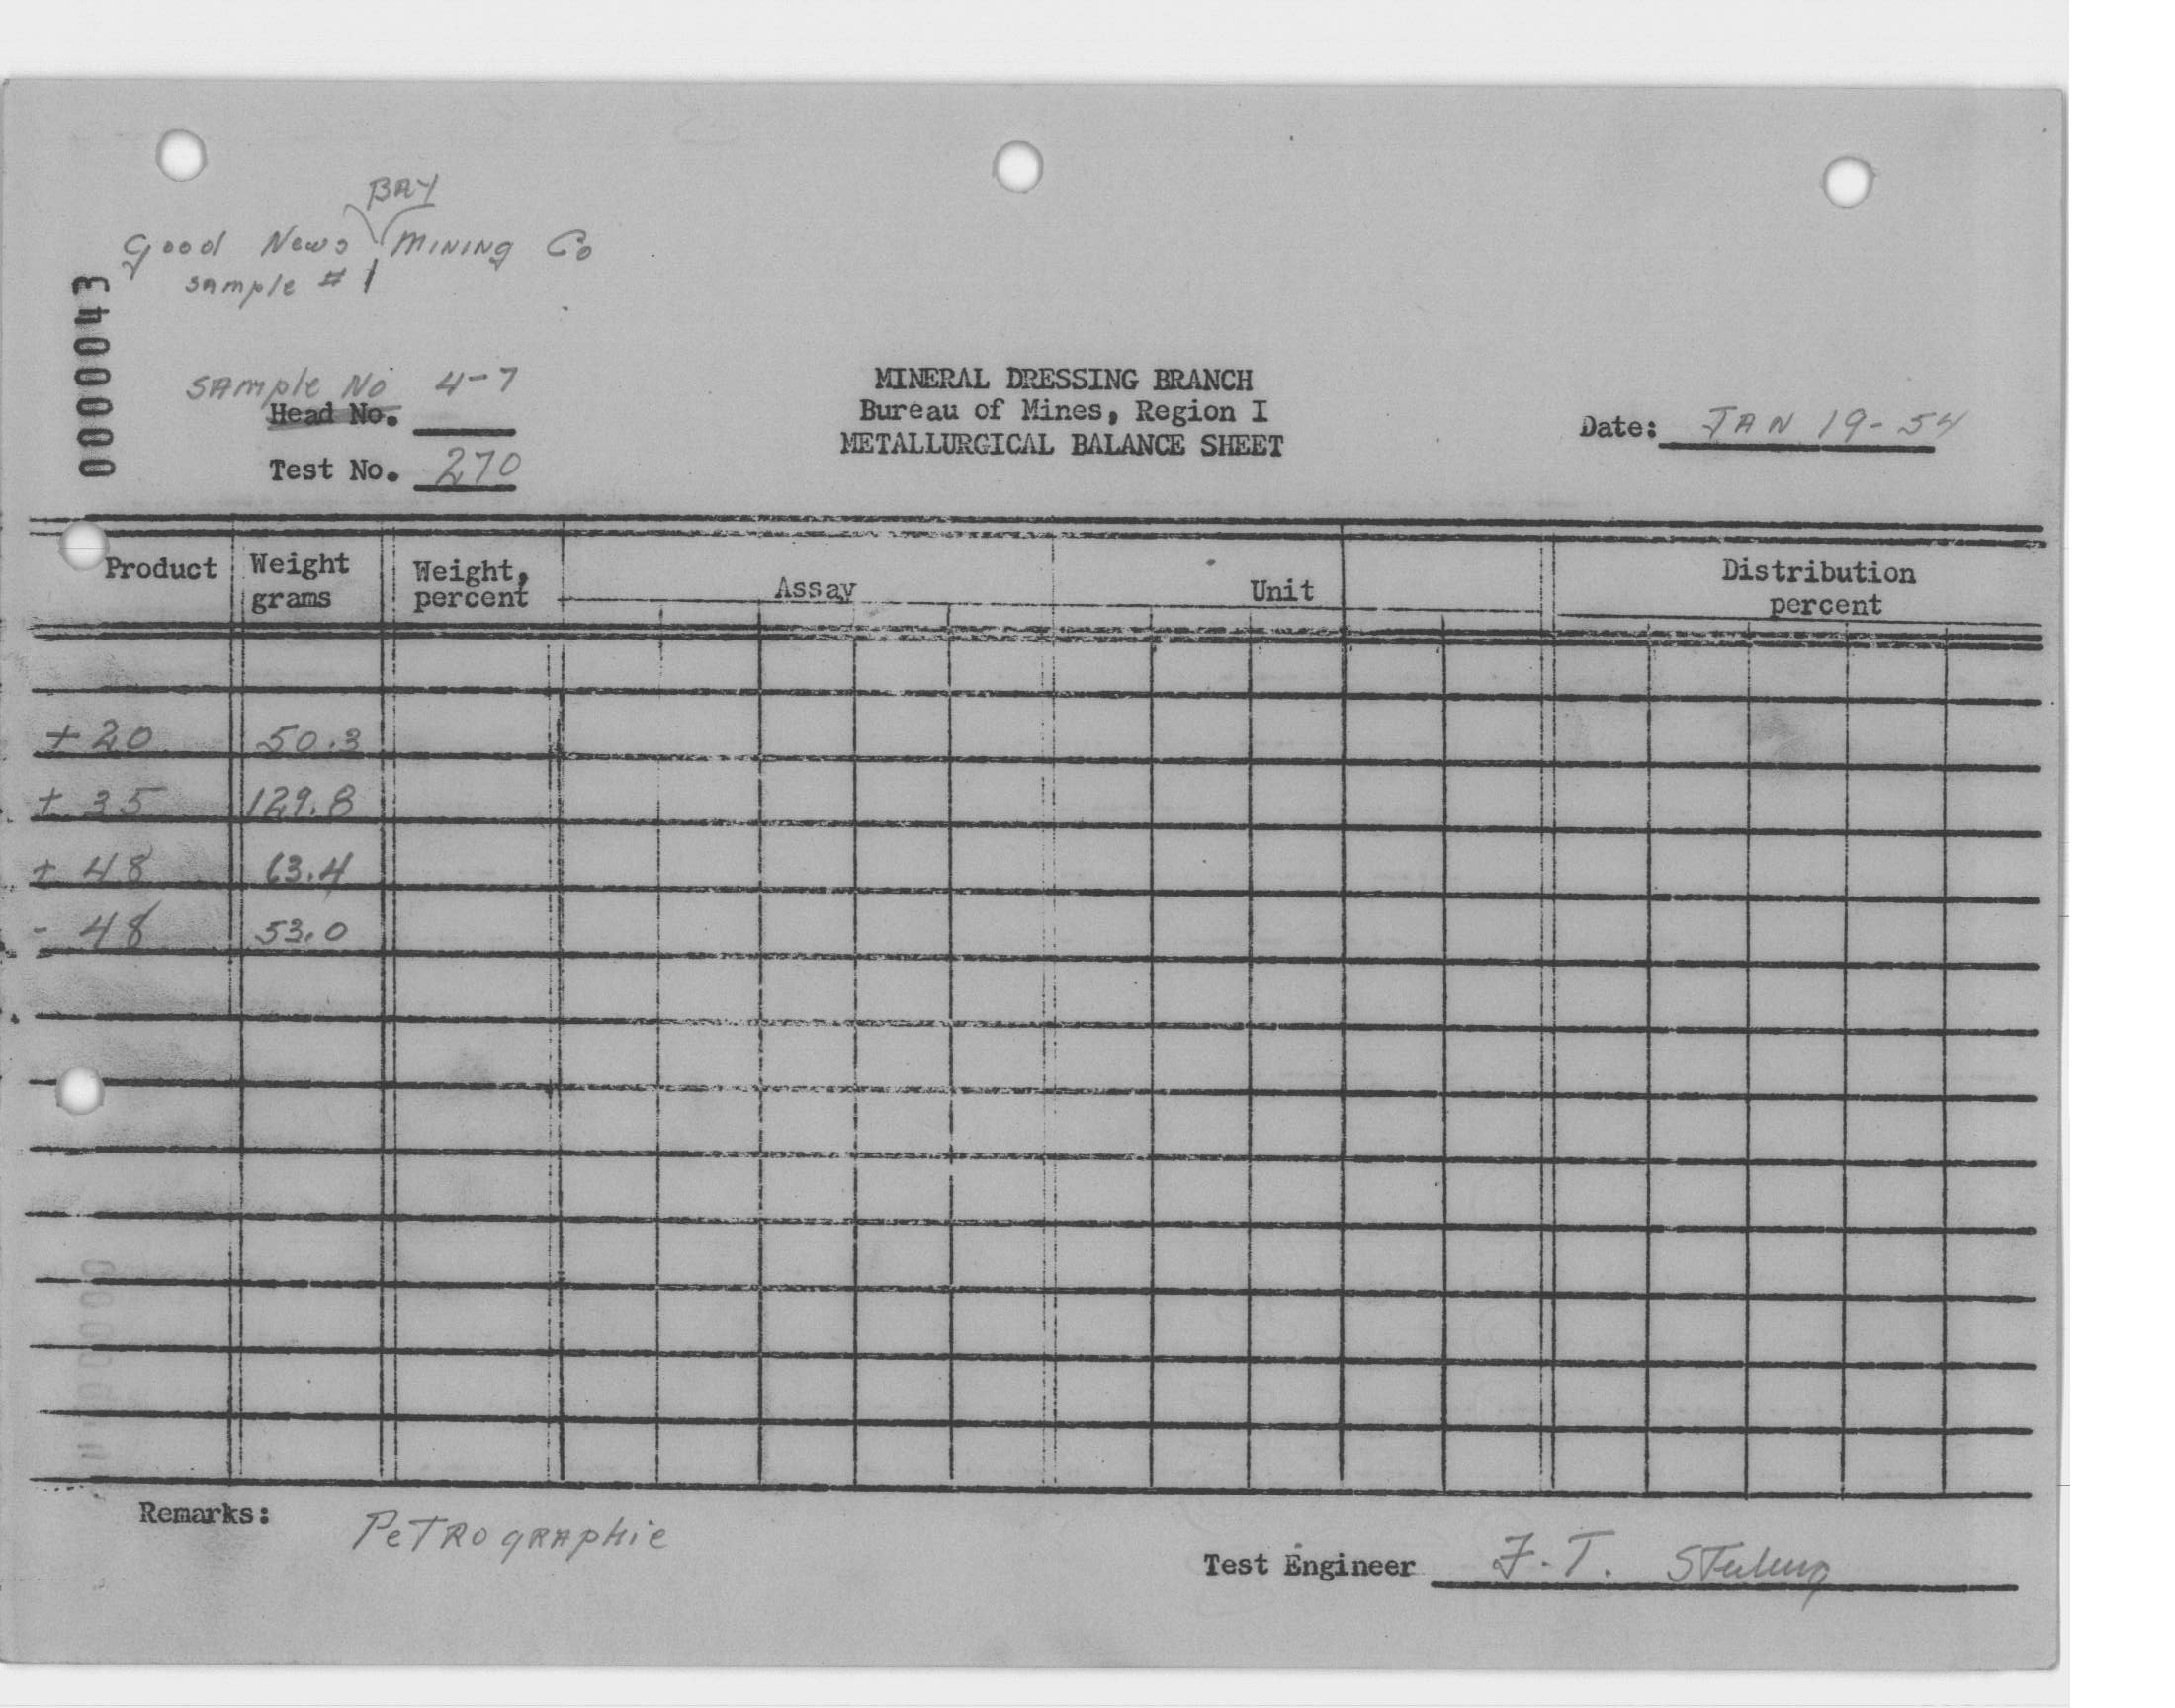 BAY
Good News MINING Co
sample # 1
0000043
SAmple No 4-7
Head No.
Test No. 270
MINERAL DRESSING BRANCH
Bureau of Mines, Region I
METALLURGICAL BALANCE SHEET
Date: JAN 19-54
Product Weight grams Weight, percent Assay Unit Distribution percent
+20 50.3
+ 35 129.8
+ 48 63.4
- 48 53.0
Remarks: PeTROgRAphic
Test Engineer F. T.